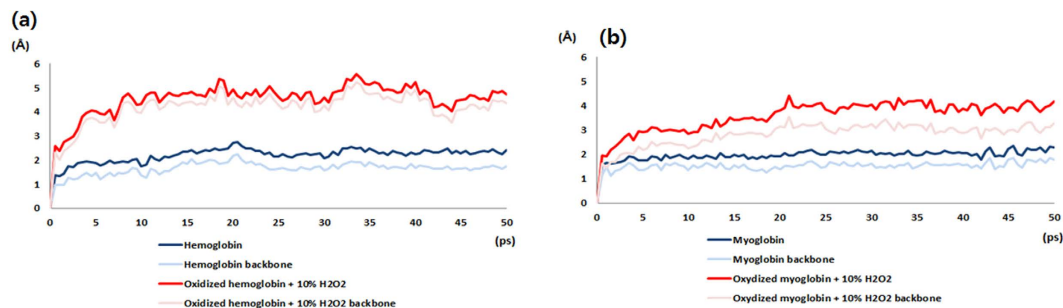 (a)
(Å)
6
5
4
3
2
1
0
0 5 10 15 20 25 30 35 40 45 50
(ps)
Hemoglobin
Hemoglobin backbone
Oxidized hemoglobin + 10% H2O2
Oxidized hemoglobin + 10% H2O2 backbone
(b)
(Å)
6
5
4
3
2
1
0
0 5 10 15 20 25 30 35 40 45 50
(ps)
Myoglobin
Myoglobin backbone
Oxydized myoglobin + 10% H2O2
Oxydized myoglobin + 10% H2O2 backbone